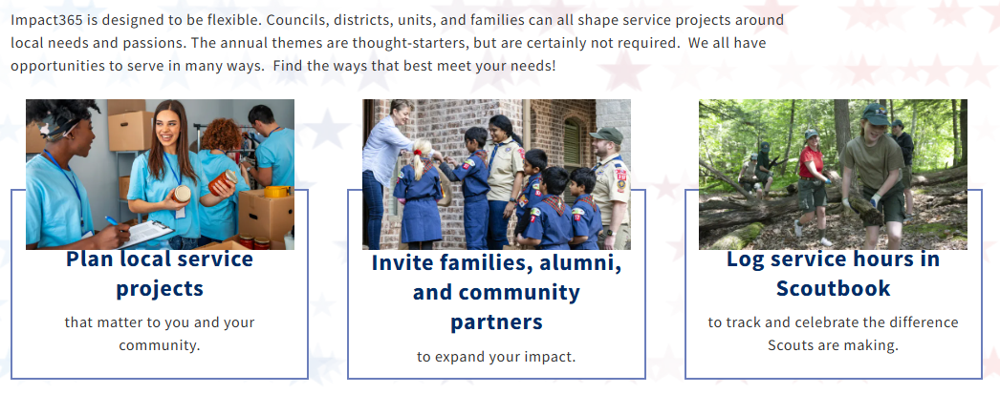 Impact365 is designed to be flexible. Councils, districts, units, and families can all shape service projects around
local needs and passions. The annual themes are thought-starters, but are certainly not required.  We all have
opportunities to serve in many ways.  Find the ways that best meet your needs!
Plan local service
projects
that matter to you and your
community.
Invite families, alumni,
and community
partners
to expand your impact.
Log service hours in
Scoutbook
to track and celebrate the difference
Scouts are making.